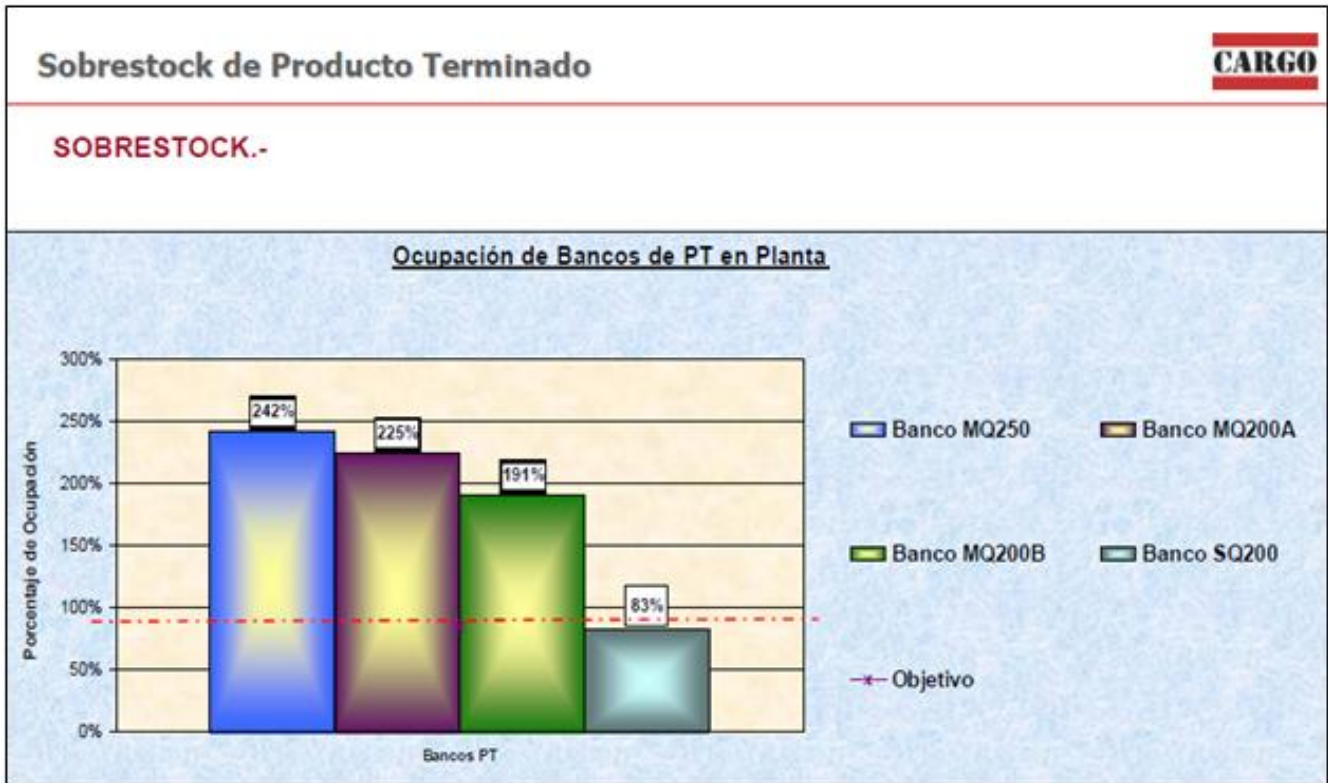 Sobrestock de Producto Terminado
CARGO
SOBRESTOCK.-
Ocupación de Bancos de PT en Planta
Porcentaje de Ocupación
300%
250%
200%
150%
100%
50%
0%
242%
225%
191%
83%
Bancos PT
Banco MQ250
Banco MQ200A
Banco MQ200B
Banco SQ200
Objetivo